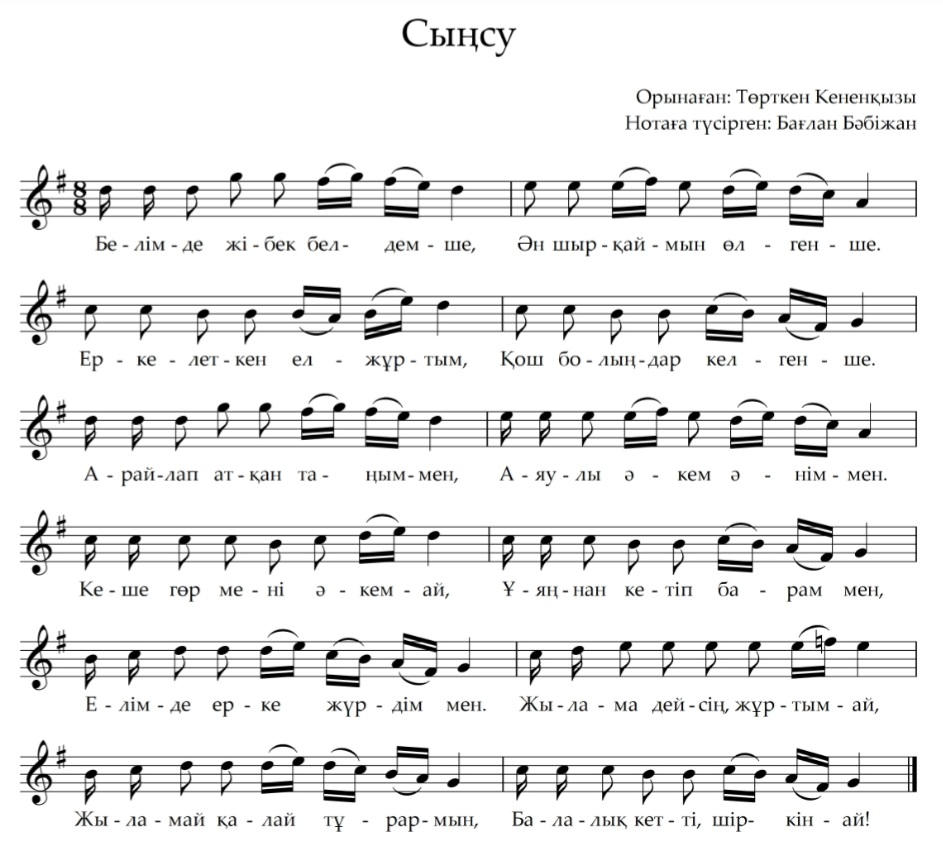 Сыңсу
Орынаған: Төрткен Кененқызы
Нотаға түсірген: Бағлан Бәбіжан
8
8
Бе - лім - де жі - бек бел- дем - ше, Ән шыр - қай - мын өл - ген - ше.
Ер - ке - лет - кен ел - жұр - тым, Қош бо - лың - дар кел - ген - ше.
А - рай - лап ат - қан та - ңым - мен, А - яу - лы ә - кем ә - нім - мен.
Ке - ше гөр ме - ні ә - кем - ай, Ұ - яң - нан ке - тіп ба - рам мен,
Е - лім - де ер - ке жүр - дім мен. Жы - ла - ма дей - сің, жұр - тым - ай,
Жы - ла - май қа - лай тұ - рар - мын, Ба - ла - лық кет - ті, шір- кін - ай!